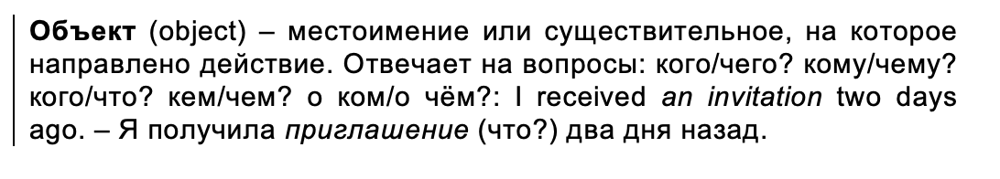 Объект (object) – местоимение или существительное, на которое
направлено действие. Отвечает на вопросы: кого/чего? кому/чему?
кого/что? кем/чем? о ком/о чём?: I received an invitation two days
ago. – Я получила приглашение (что?) два дня назад.